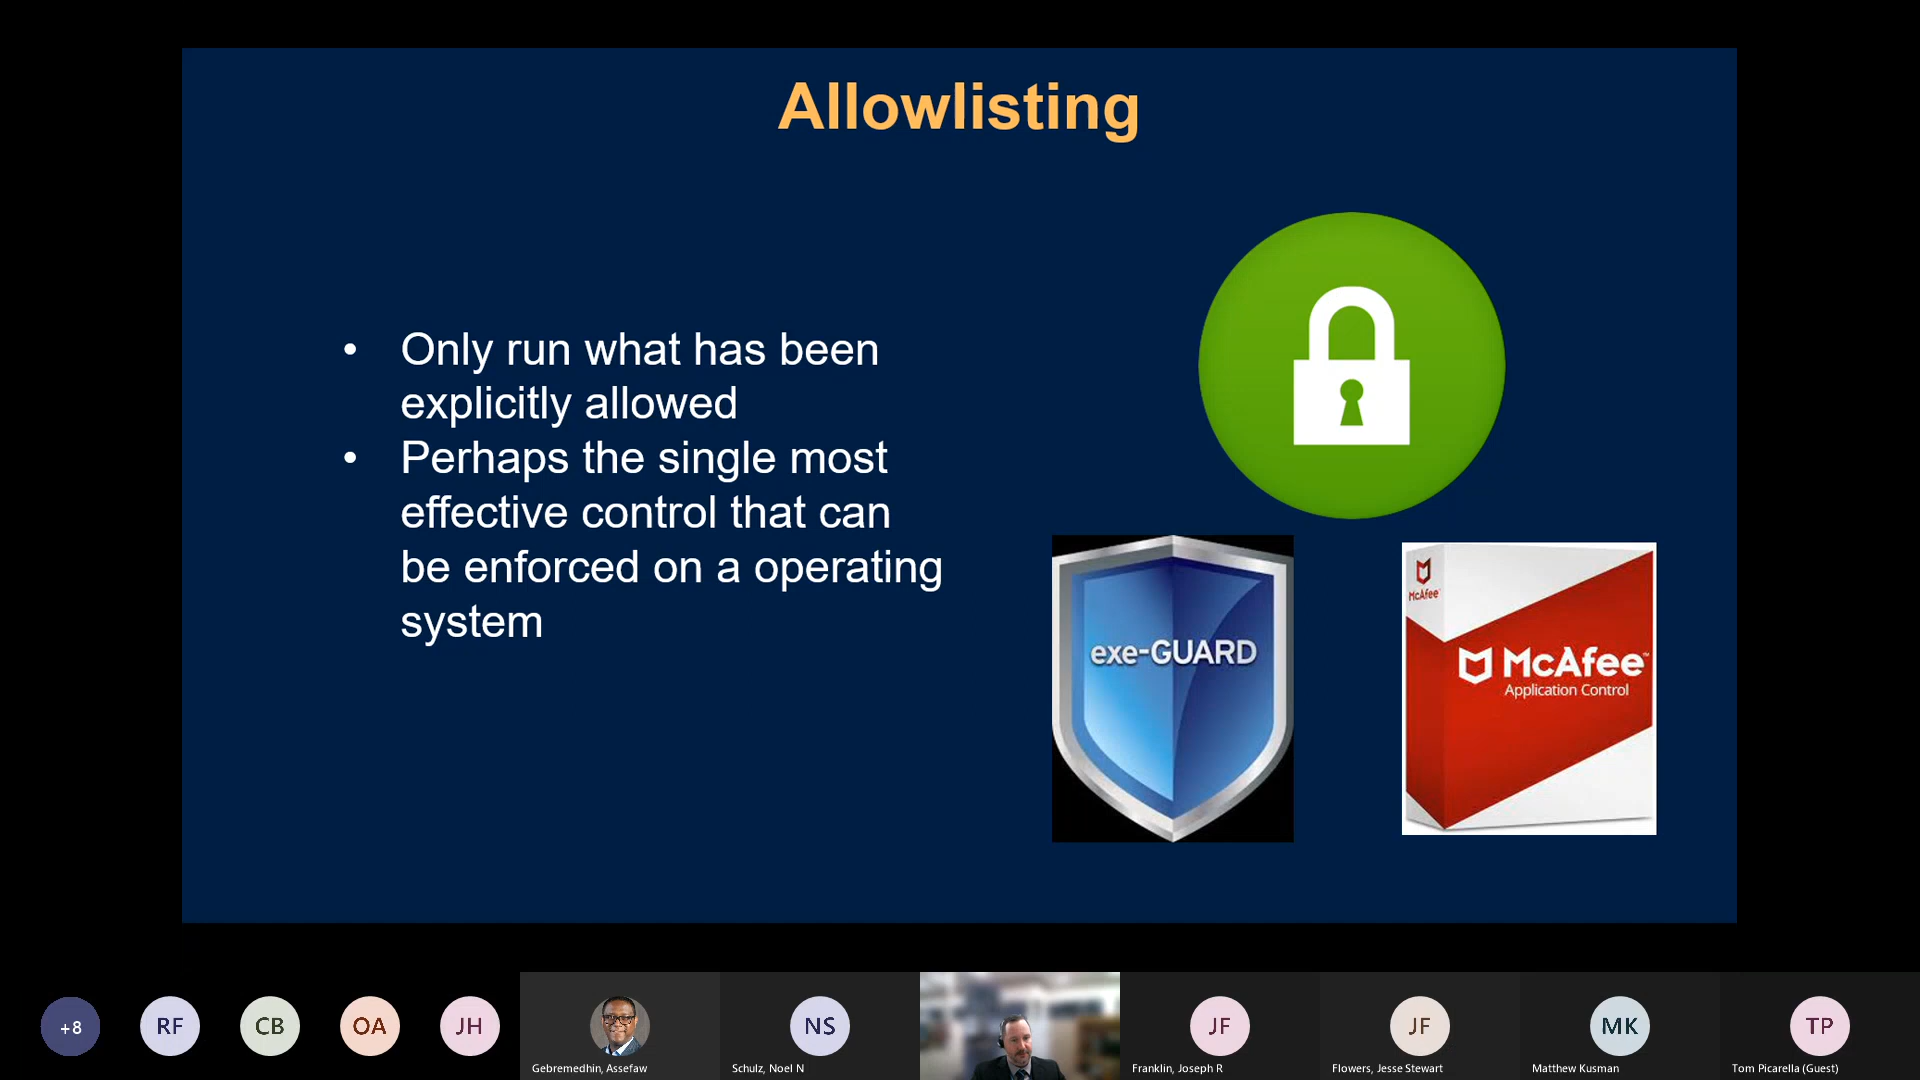 Allowlisting
• Only run what has been
explicitly allowed
• Perhaps the single most
effective control that can
be enforced on a operating
system
exe-GUARD
McAfee
McAfee™
Application Control
+8
RF
CB
OA
JH
NS
JF
JF
MK
TP
Gebremedhin, Assefaw
Schulz, Noel N
Franklin, Joseph R
Flowers, Jesse Stewart
Matthew Kusman
Tom Picarella (Guest)